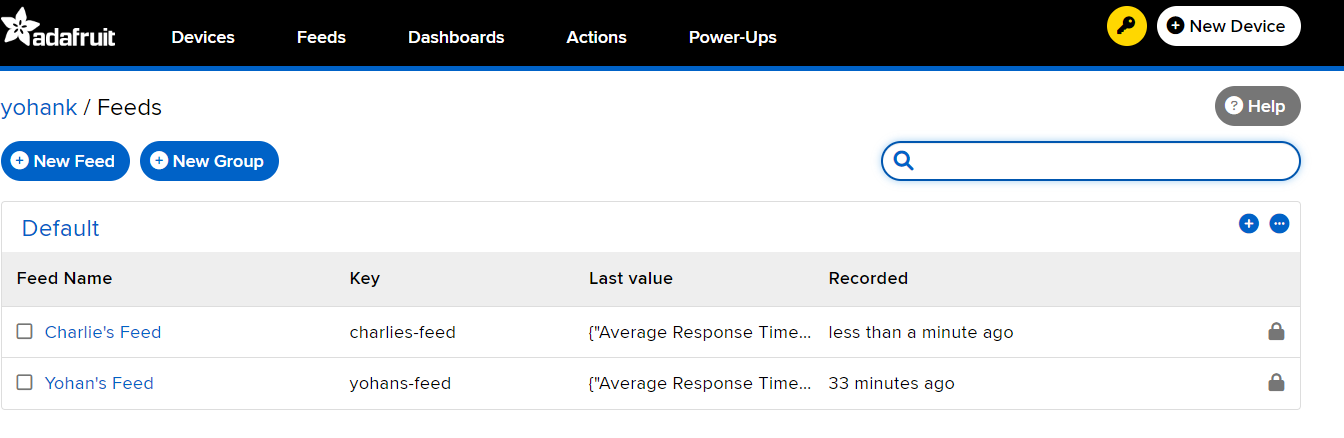 adafruit Devices Feeds Dashboards Actions Power-Ups New Device
yohank / Feeds Help
New Feed New Group
Default
Feed Name Key Last value Recorded
Charlie's Feed charlies-feed {"Average Response Time... less than a minute ago
Yohan's Feed yohans-feed {"Average Response Time... 33 minutes ago